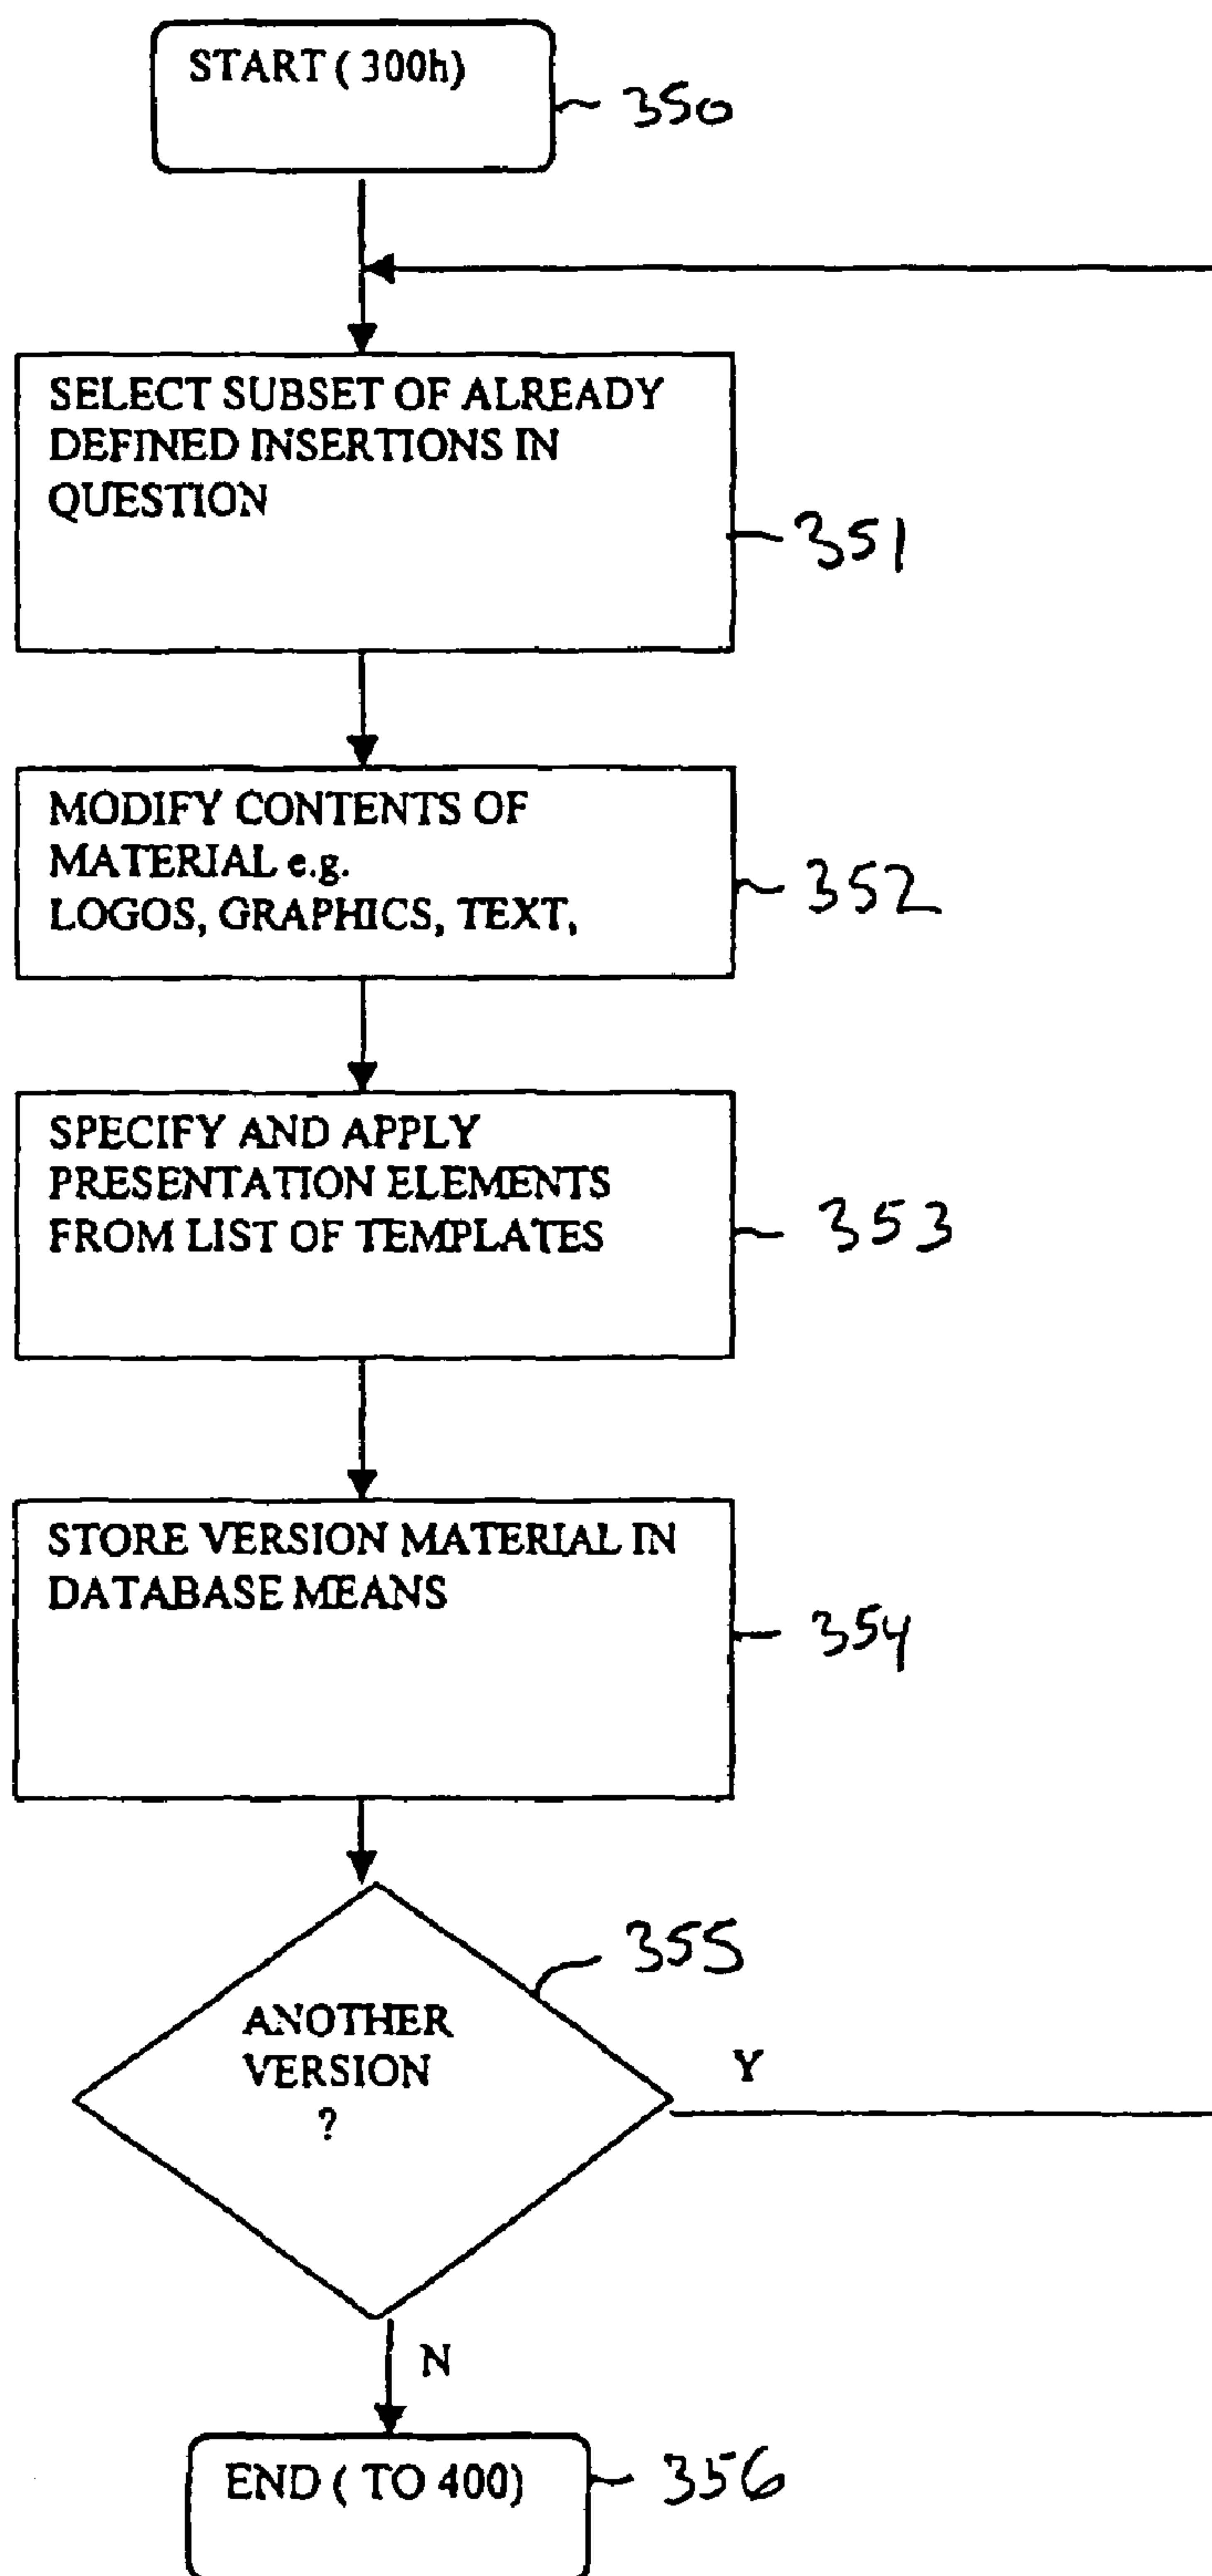 START ( 300h)
350
SELECT SUBSET OF ALREADY
DEFINED INSERTIONS IN
QUESTION
351
MODIFY CONTENTS OF
MATERIAL e.g.
LOGOS, GRAPHICS, TEXT,
352
SPECIFY AND APPLY
PRESENTATION ELEMENTS
FROM LIST OF TEMPLATES
353
STORE VERSION MATERIAL IN
DATABASE MEANS
354
355
ANOTHER
VERSION
?
Y
N
END ( TO 400)
356